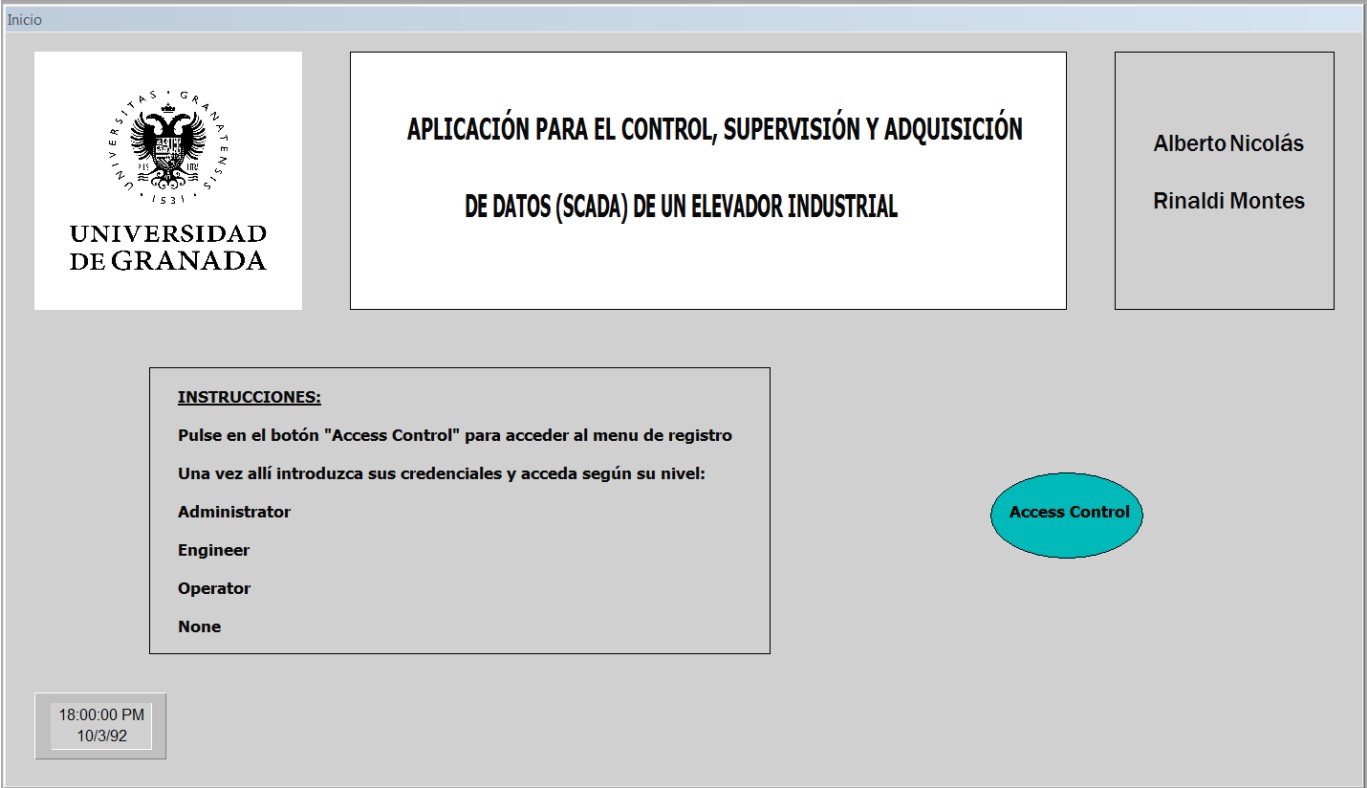 Inicio
UNIVERSITAS · GRANATENSIS · 1531 ·
UNIVERSIDAD
DE GRANADA
APLICACIÓN PARA EL CONTROL, SUPERVISIÓN Y ADQUISICIÓN
DE DATOS (SCADA) DE UN ELEVADOR INDUSTRIAL
Alberto Nicolás
Rinaldi Montes
INSTRUCCIONES:
Pulse en el botón "Access Control" para acceder al menu de registro
Una vez allí introduzca sus credenciales y acceda según su nivel:
Administrator
Engineer
Operator
None
Access Control
18:00:00 PM
10/3/92